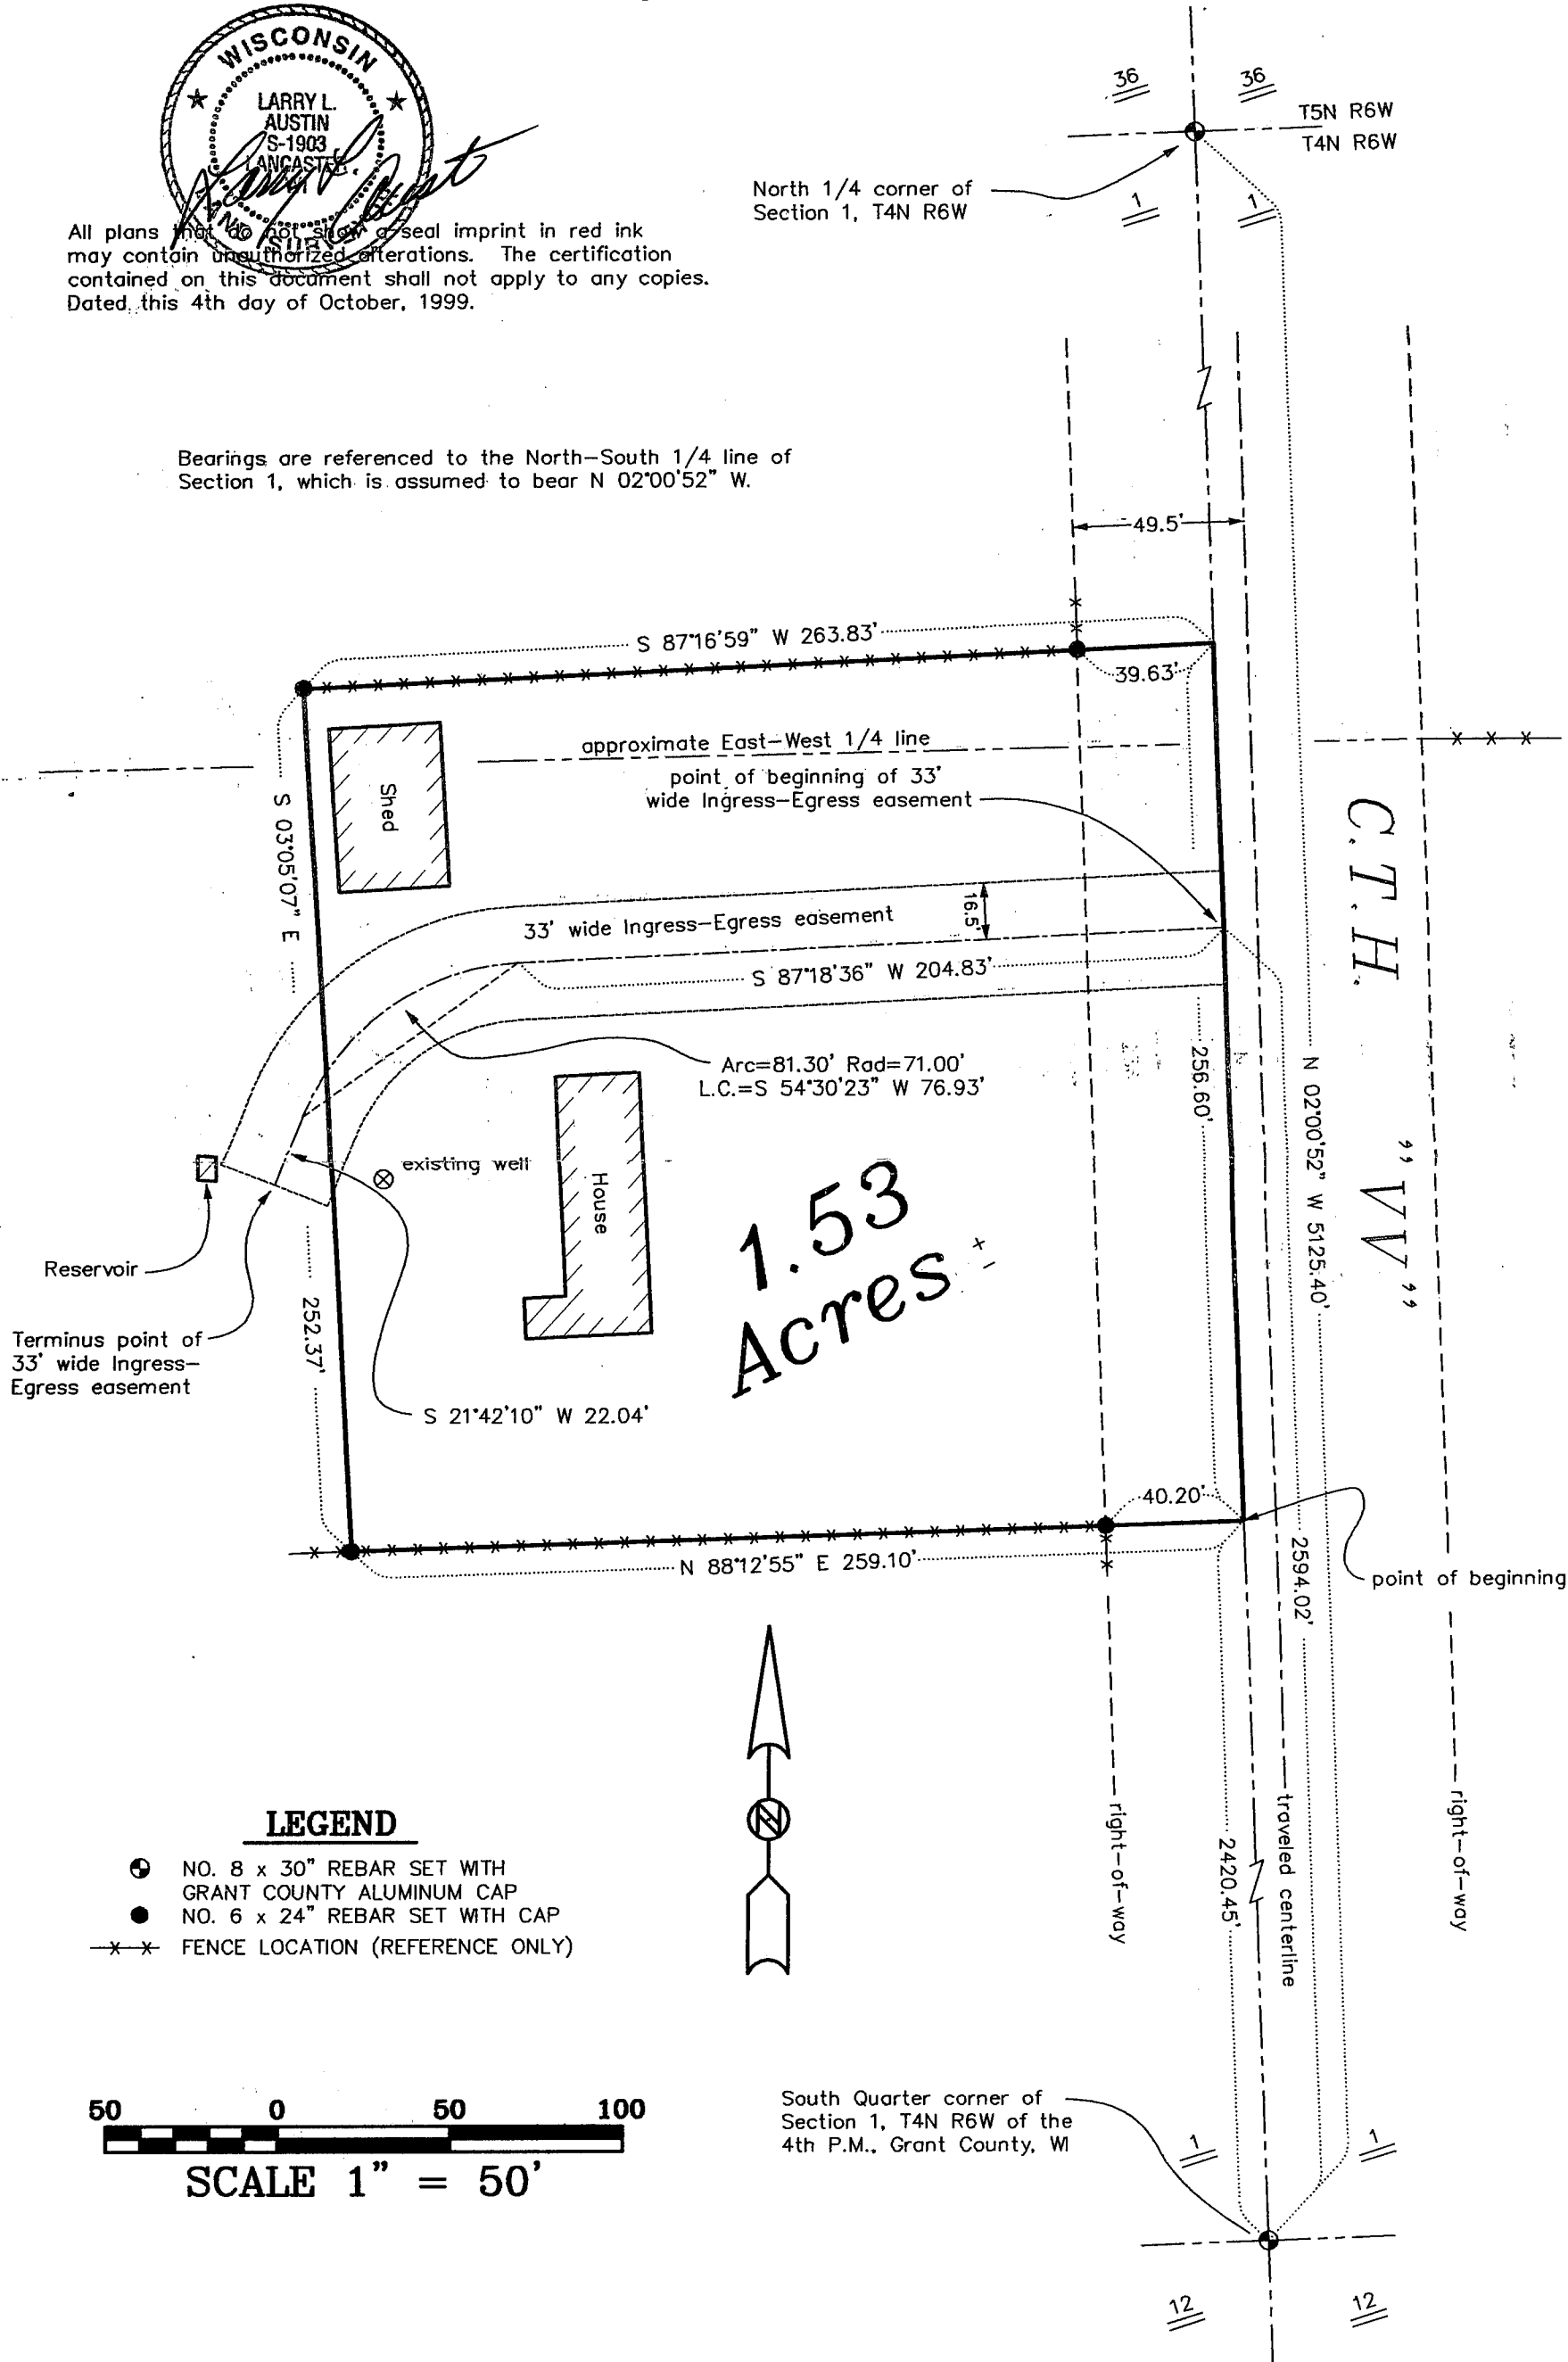 WISCONSIN
LARRY L.
AUSTIN
S-1903
LANCASTER
LAND SURVEYOR
All plans that do not show a seal imprint in red ink
may contain unauthorized alterations. The certification
contained on this document shall not apply to any copies.
Dated this 4th day of October, 1999.
36
36
T5N R6W
T4N R6W
North 1/4 corner of
Section 1, T4N R6W
1
1
Bearings are referenced to the North-South 1/4 line of
Section 1, which is assumed to bear N 02°00'52" W.
49.5'
S 87°16'59" W 263.83'
39.63'
approximate East-West 1/4 line
point of beginning of 33'
wide Ingress-Egress easement
Shed
S 03°05'07" E
252.37'
33' wide Ingress-Egress easement
16.5'
S 87°18'36" W 204.83'
Arc=81.30' Rad=71.00'
L.C.=S 54°30'23" W 76.93'
256.60'
C.T.H. "VV"
N 02°00'52" W 5125.40'
existing well
House
1.53
Acres +-
Reservoir
Terminus point of
33' wide Ingress-
Egress easement
S 21°42'10" W 22.04'
40.20'
N 88°12'55" E 259.10'
2594.02'
point of beginning
right-of-way
2420.45'
traveled centerline
right-of-way
N
LEGEND
NO. 8 x 30" REBAR SET WITH
GRANT COUNTY ALUMINUM CAP
NO. 6 x 24" REBAR SET WITH CAP
FENCE LOCATION (REFERENCE ONLY)
50 0 50 100
SCALE 1" = 50'
South Quarter corner of
Section 1, T4N R6W of the
4th P.M., Grant County, WI
1
1
12
12